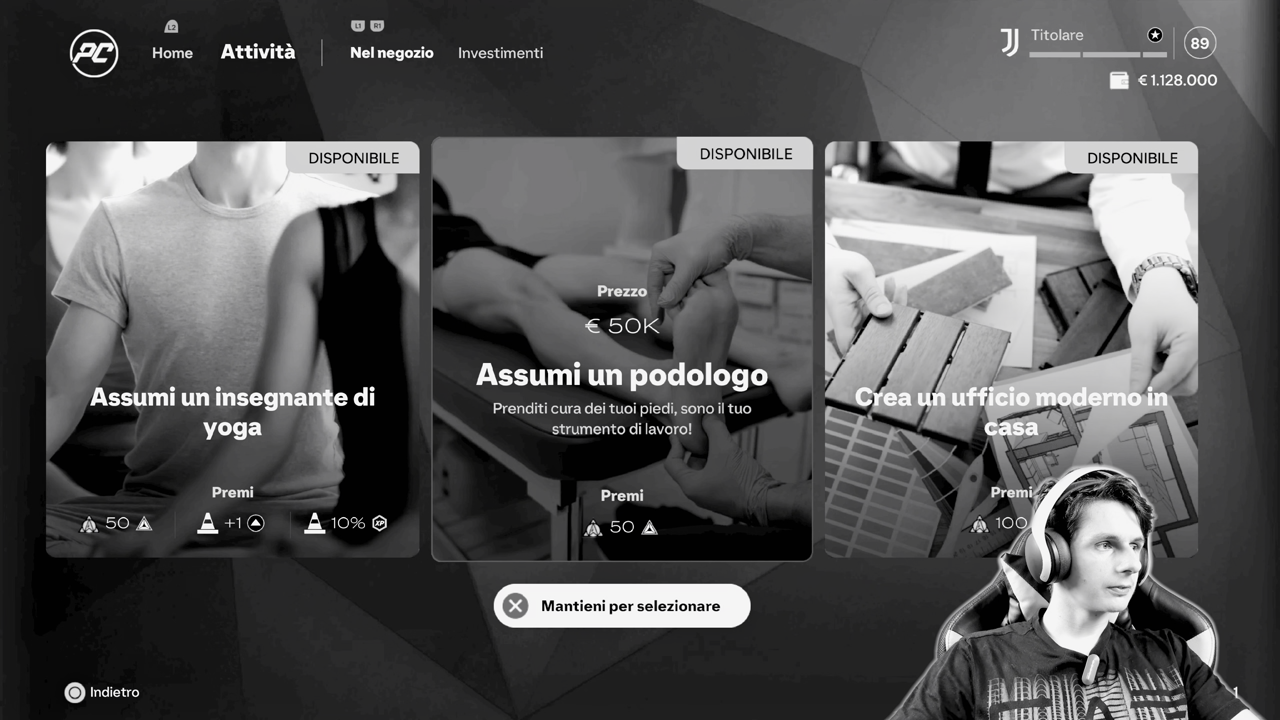 L2
L1 R1
PC
Home
Attività
Nel negozio
Investimenti
Titolare
89
€ 1.128.000
DISPONIBILE
Assumi un insegnante di
yoga
Premi
50
+1
10% XP
DISPONIBILE
Prezzo
€ 50K
Assumi un podologo
Prenditi cura dei tuoi piedi, sono il tuo
strumento di lavoro!
Premi
50
DISPONIBILE
Crea un ufficio moderno in
casa
Premi
100
Mantieni per selezionare
Indietro
1